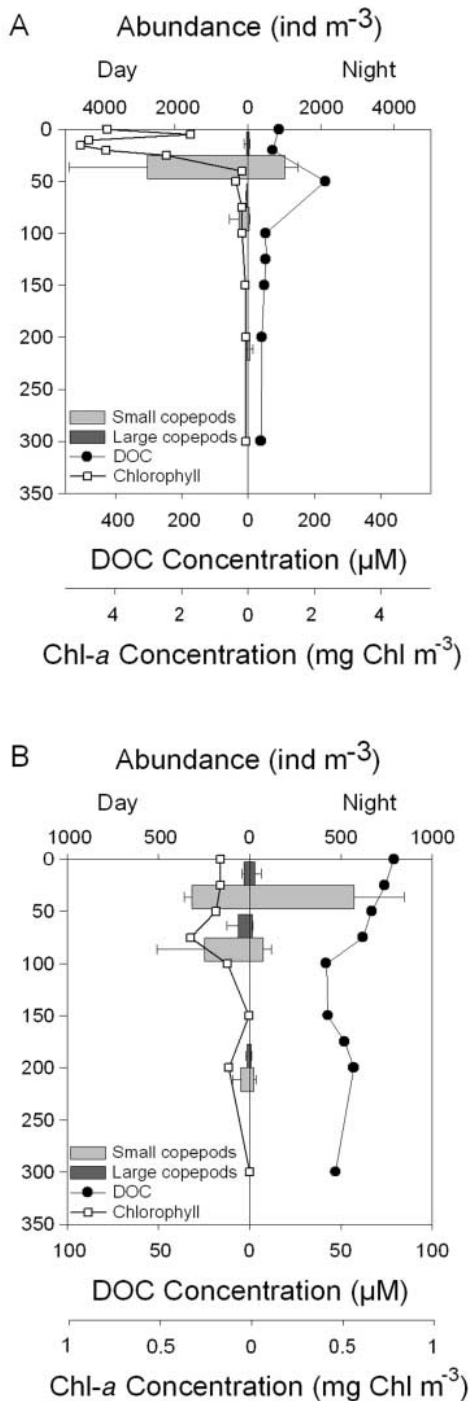 A
Abundance (ind m-3)
Day Night
4000 2000 0 2000 4000
0
50
100
150
200
250
300
350
Small copepods
Large copepods
DOC
Chlorophyll
400 200 0 200 400
DOC Concentration (µM)
4 2 0 2 4
Chl-a Concentration (mg Chl m-3)
B
Abundance (ind m-3)
Day Night
1000 500 0 500 1000
0
50
100
150
200
250
300
350
Small copepods
Large copepods
DOC
Chlorophyll
100 50 0 50 100
DOC Concentration (µM)
1 0.5 0 0.5 1
Chl-a Concentration (mg Chl m-3)